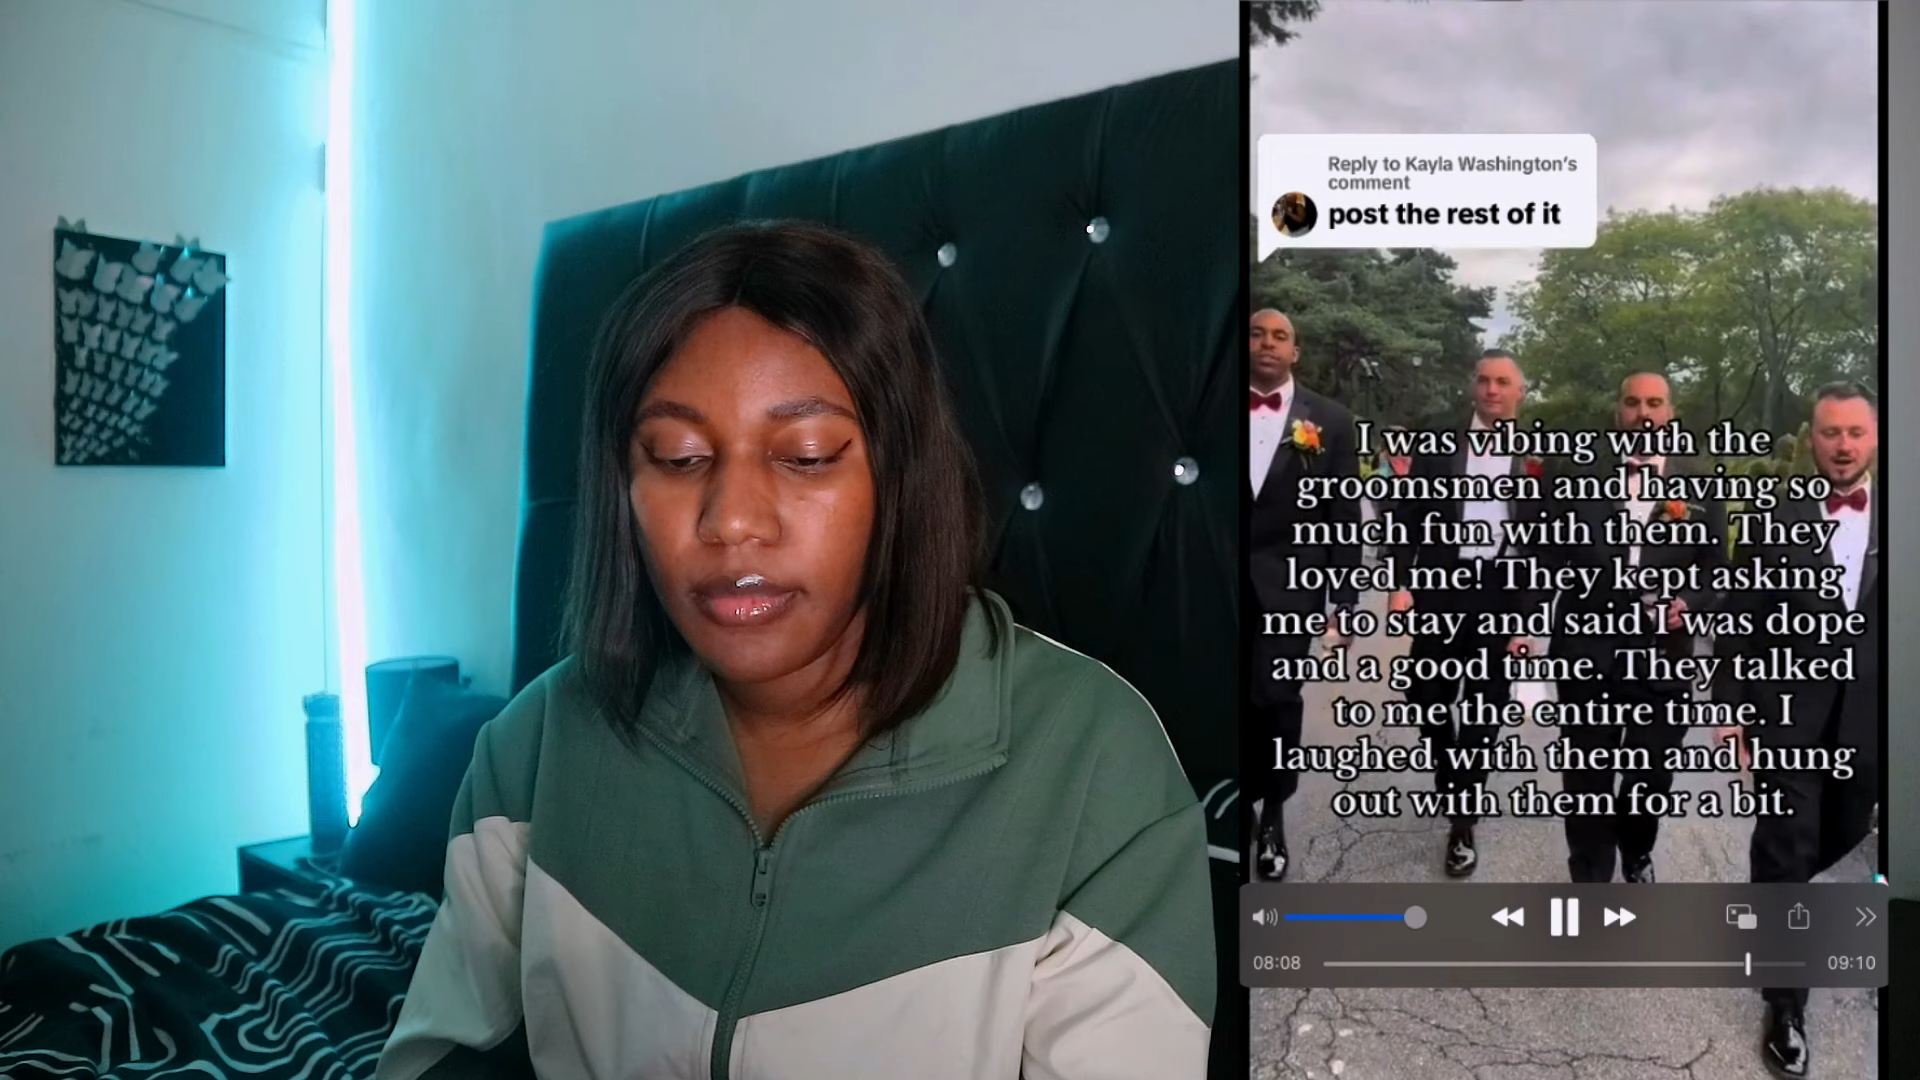 Reply to Kayla Washington's
comment
post the rest of it
I was vibing with the
groomsmen and having so
much fun with them. They
loved me! They kept asking
me to stay and said I was dope
and a good time. They talked
to me the entire time. I
laughed with them and hung
out with them for a bit.
08:08
09:10